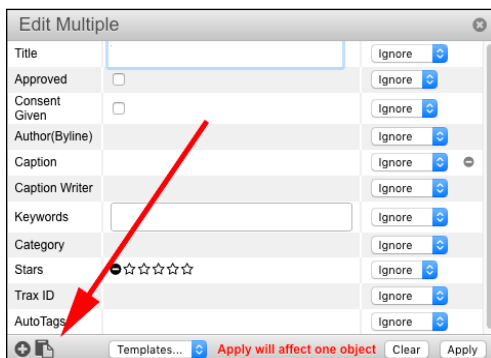 Edit Multiple
Title Ignore
Approved Ignore
Consent
Given Ignore
Author(Byline) Ignore
Caption Ignore
Caption Writer Ignore
Keywords Ignore
Category Ignore
Stars Ignore
Trax ID Ignore
AutoTags Ignore
Templates... Apply will affect one object Clear Apply